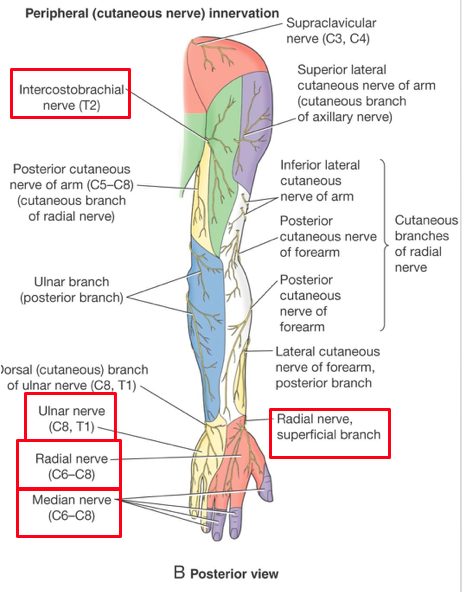 Peripheral (cutaneous nerve) innervation
Supraclavicular
nerve (C3, C4)
Intercostobrachial
nerve (T2)
Superior lateral
cutaneous nerve of arm
(cutaneous branch
of axillary nerve)
Posterior cutaneous
nerve of arm (C5–C8)
(cutaneous branch
of radial nerve)
Inferior lateral
cutaneous
nerve of arm
Posterior
cutaneous nerve
of forearm
Cutaneous
branches
of radial
nerve
Ulnar branch
(posterior branch)
Posterior
cutaneous
nerve of
forearm
Lateral cutaneous
nerve of forearm,
posterior branch
Dorsal (cutaneous) branch
of ulnar nerve (C8, T1)
Ulnar nerve
(C8, T1)
Radial nerve,
superficial branch
Radial nerve
(C6–C8)
Median nerve
(C6–C8)
B Posterior view